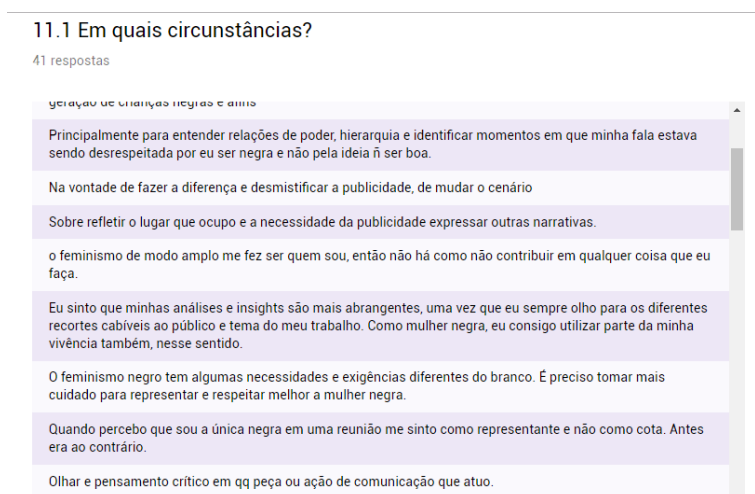 11.1 Em quais circunstâncias?
41 respostas
geração de crianças negras e afins
Principalmente para entender relações de poder, hierarquia e identificar momentos em que minha fala estava
sendo desrespeitada por eu ser negra e não pela ideia ñ ser boa.
Na vontade de fazer a diferença e desmistificar a publicidade, de mudar o cenário
Sobre refletir o lugar que ocupo e a necessidade da publicidade expressar outras narrativas.
o feminismo de modo amplo me fez ser quem sou, então não há como não contribuir em qualquer coisa que eu
faça.
Eu sinto que minhas análises e insights são mais abrangentes, uma vez que eu sempre olho para os diferentes
recortes cabíveis ao público e tema do meu trabalho. Como mulher negra, eu consigo utilizar parte da minha
vivência também, nesse sentido.
O feminismo negro tem algumas necessidades e exigências diferentes do branco. É preciso tomar mais
cuidado para representar e respeitar melhor a mulher negra.
Quando percebo que sou a única negra em uma reunião me sinto como representante e não como cota. Antes
era ao contrário.
Olhar e pensamento crítico em qq peça ou ação de comunicação que atuo.